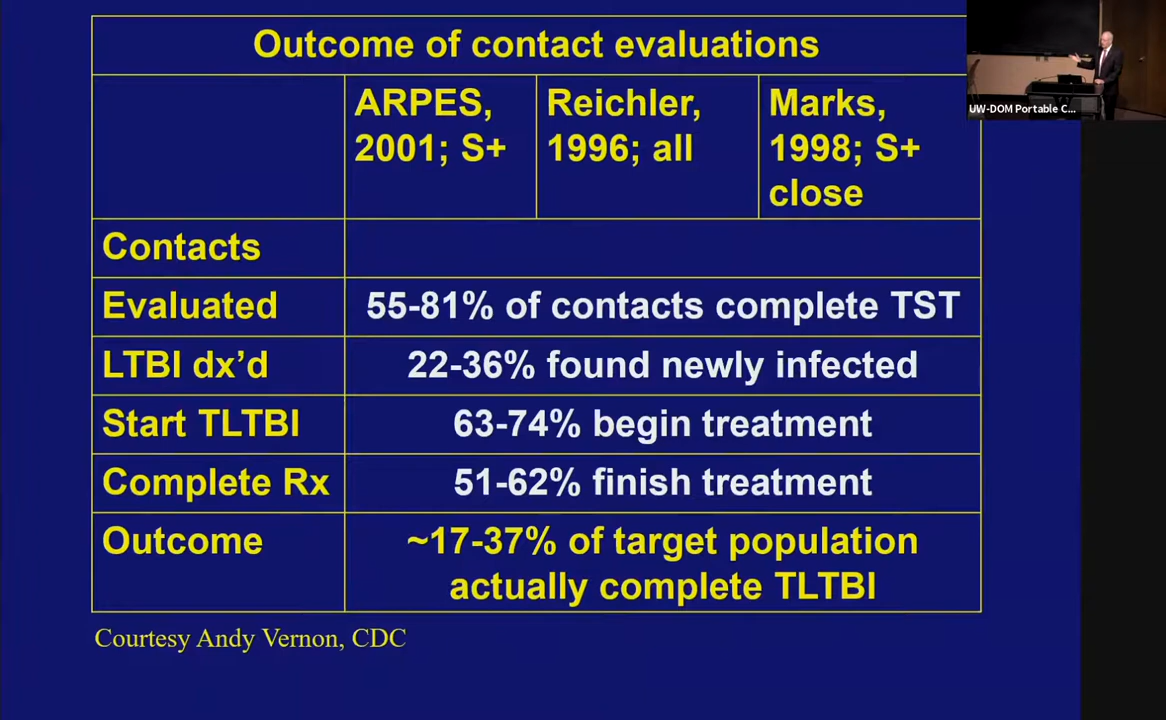 Outcome of contact evaluations
ARPES,
2001; S+
Reichler,
1996; all
Marks,
1998; S+
close
Contacts
Evaluated
55-81% of contacts complete TST
LTBI dx’d
22-36% found newly infected
Start TLTBI
63-74% begin treatment
Complete Rx
51-62% finish treatment
Outcome
~17-37% of target population
actually complete TLTBI
Courtesy Andy Vernon, CDC
UW-DOM Portable C...